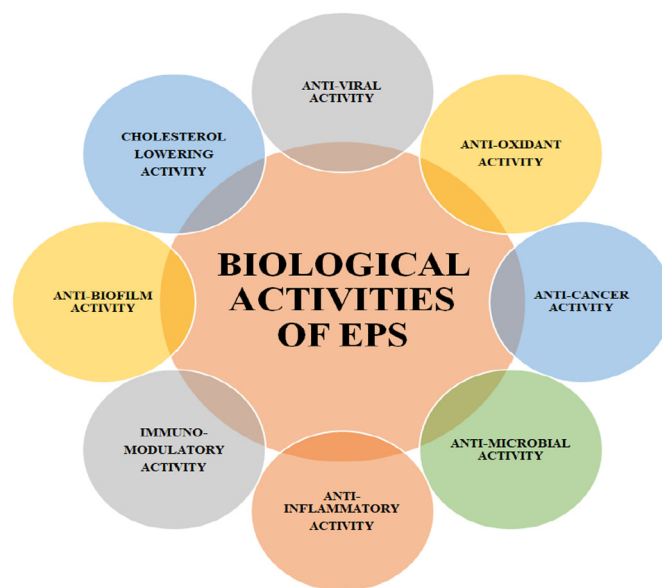 ANTI-VIRAL
ACTIVITY
CHOLESTEROL
LOWERING
ACTIVITY
ANTI-OXIDANT
ACTIVITY
BIOLOGICAL
ACTIVITIES
OF EPS
ANTI-BIOFILM
ACTIVITY
ANTI-CANCER
ACTIVITY
IMMUNO-
MODULATORY
ACTIVITY
ANTI-MICROBIAL
ACTIVITY
ANTI-
INFLAMMATORY
ACTIVITY